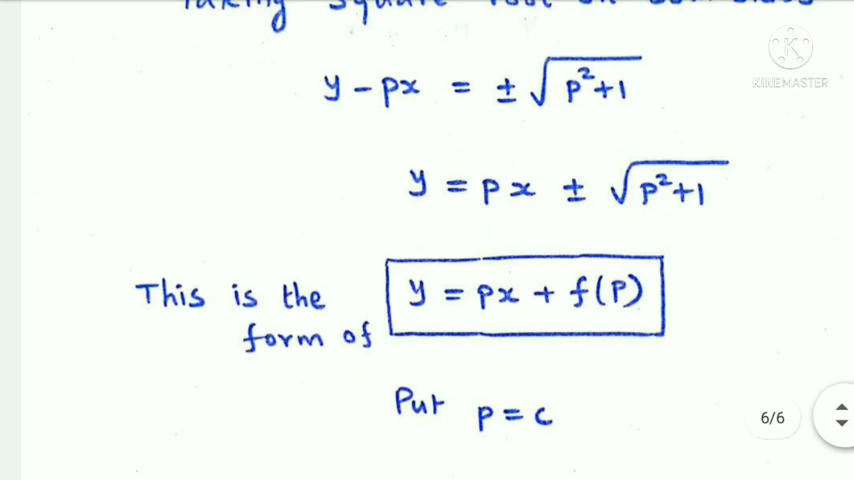 KINEMASTER
y - px = ± √p²+1
y = px ± √p²+1
This is the
form of
y = px + f(p)
Put p = c
6/6